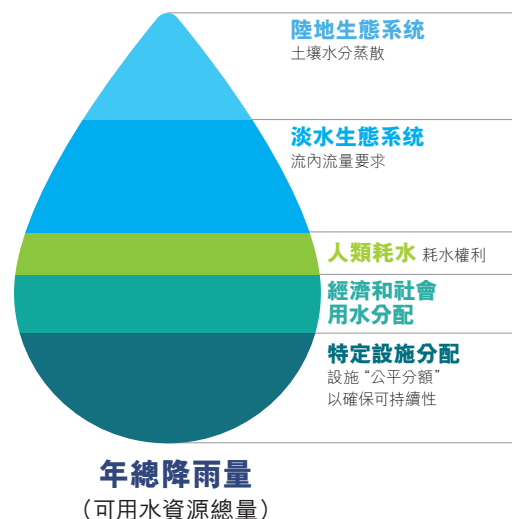 陸地生態系统
土壤水分蒸散
淡水生態系统
流內流量要求
人類耗水 耗水權利
經濟和社會
用水分配
特定設施分配
設施“公平分額”
以確保可持續性
年總降雨量
（可用水資源總量）